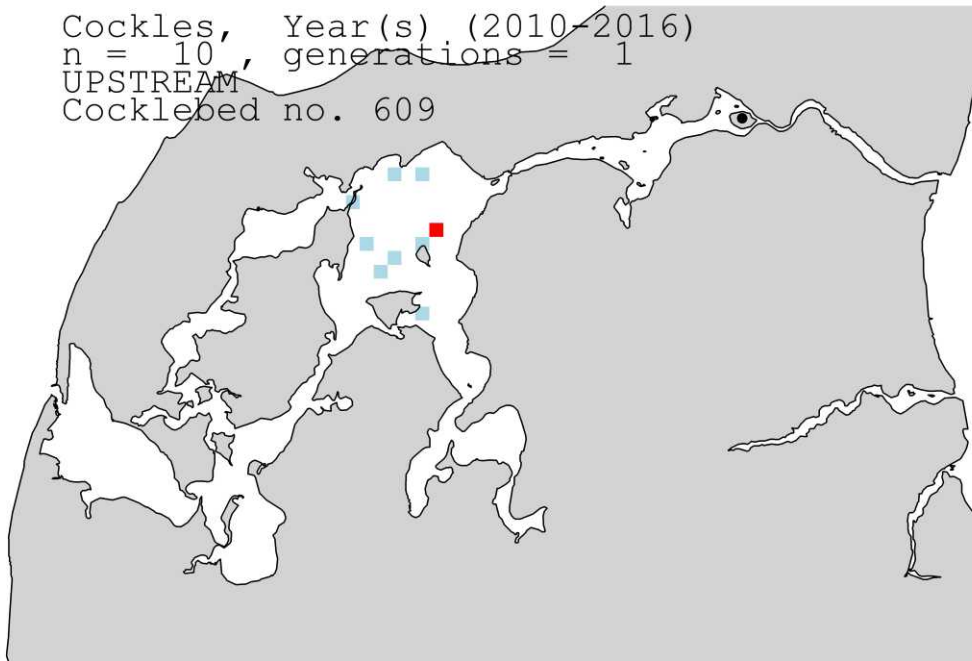 Cockles, Year(s) (2010-2016)
n = 10 , generations = 1
UPSTREAM
Cocklebed no. 609